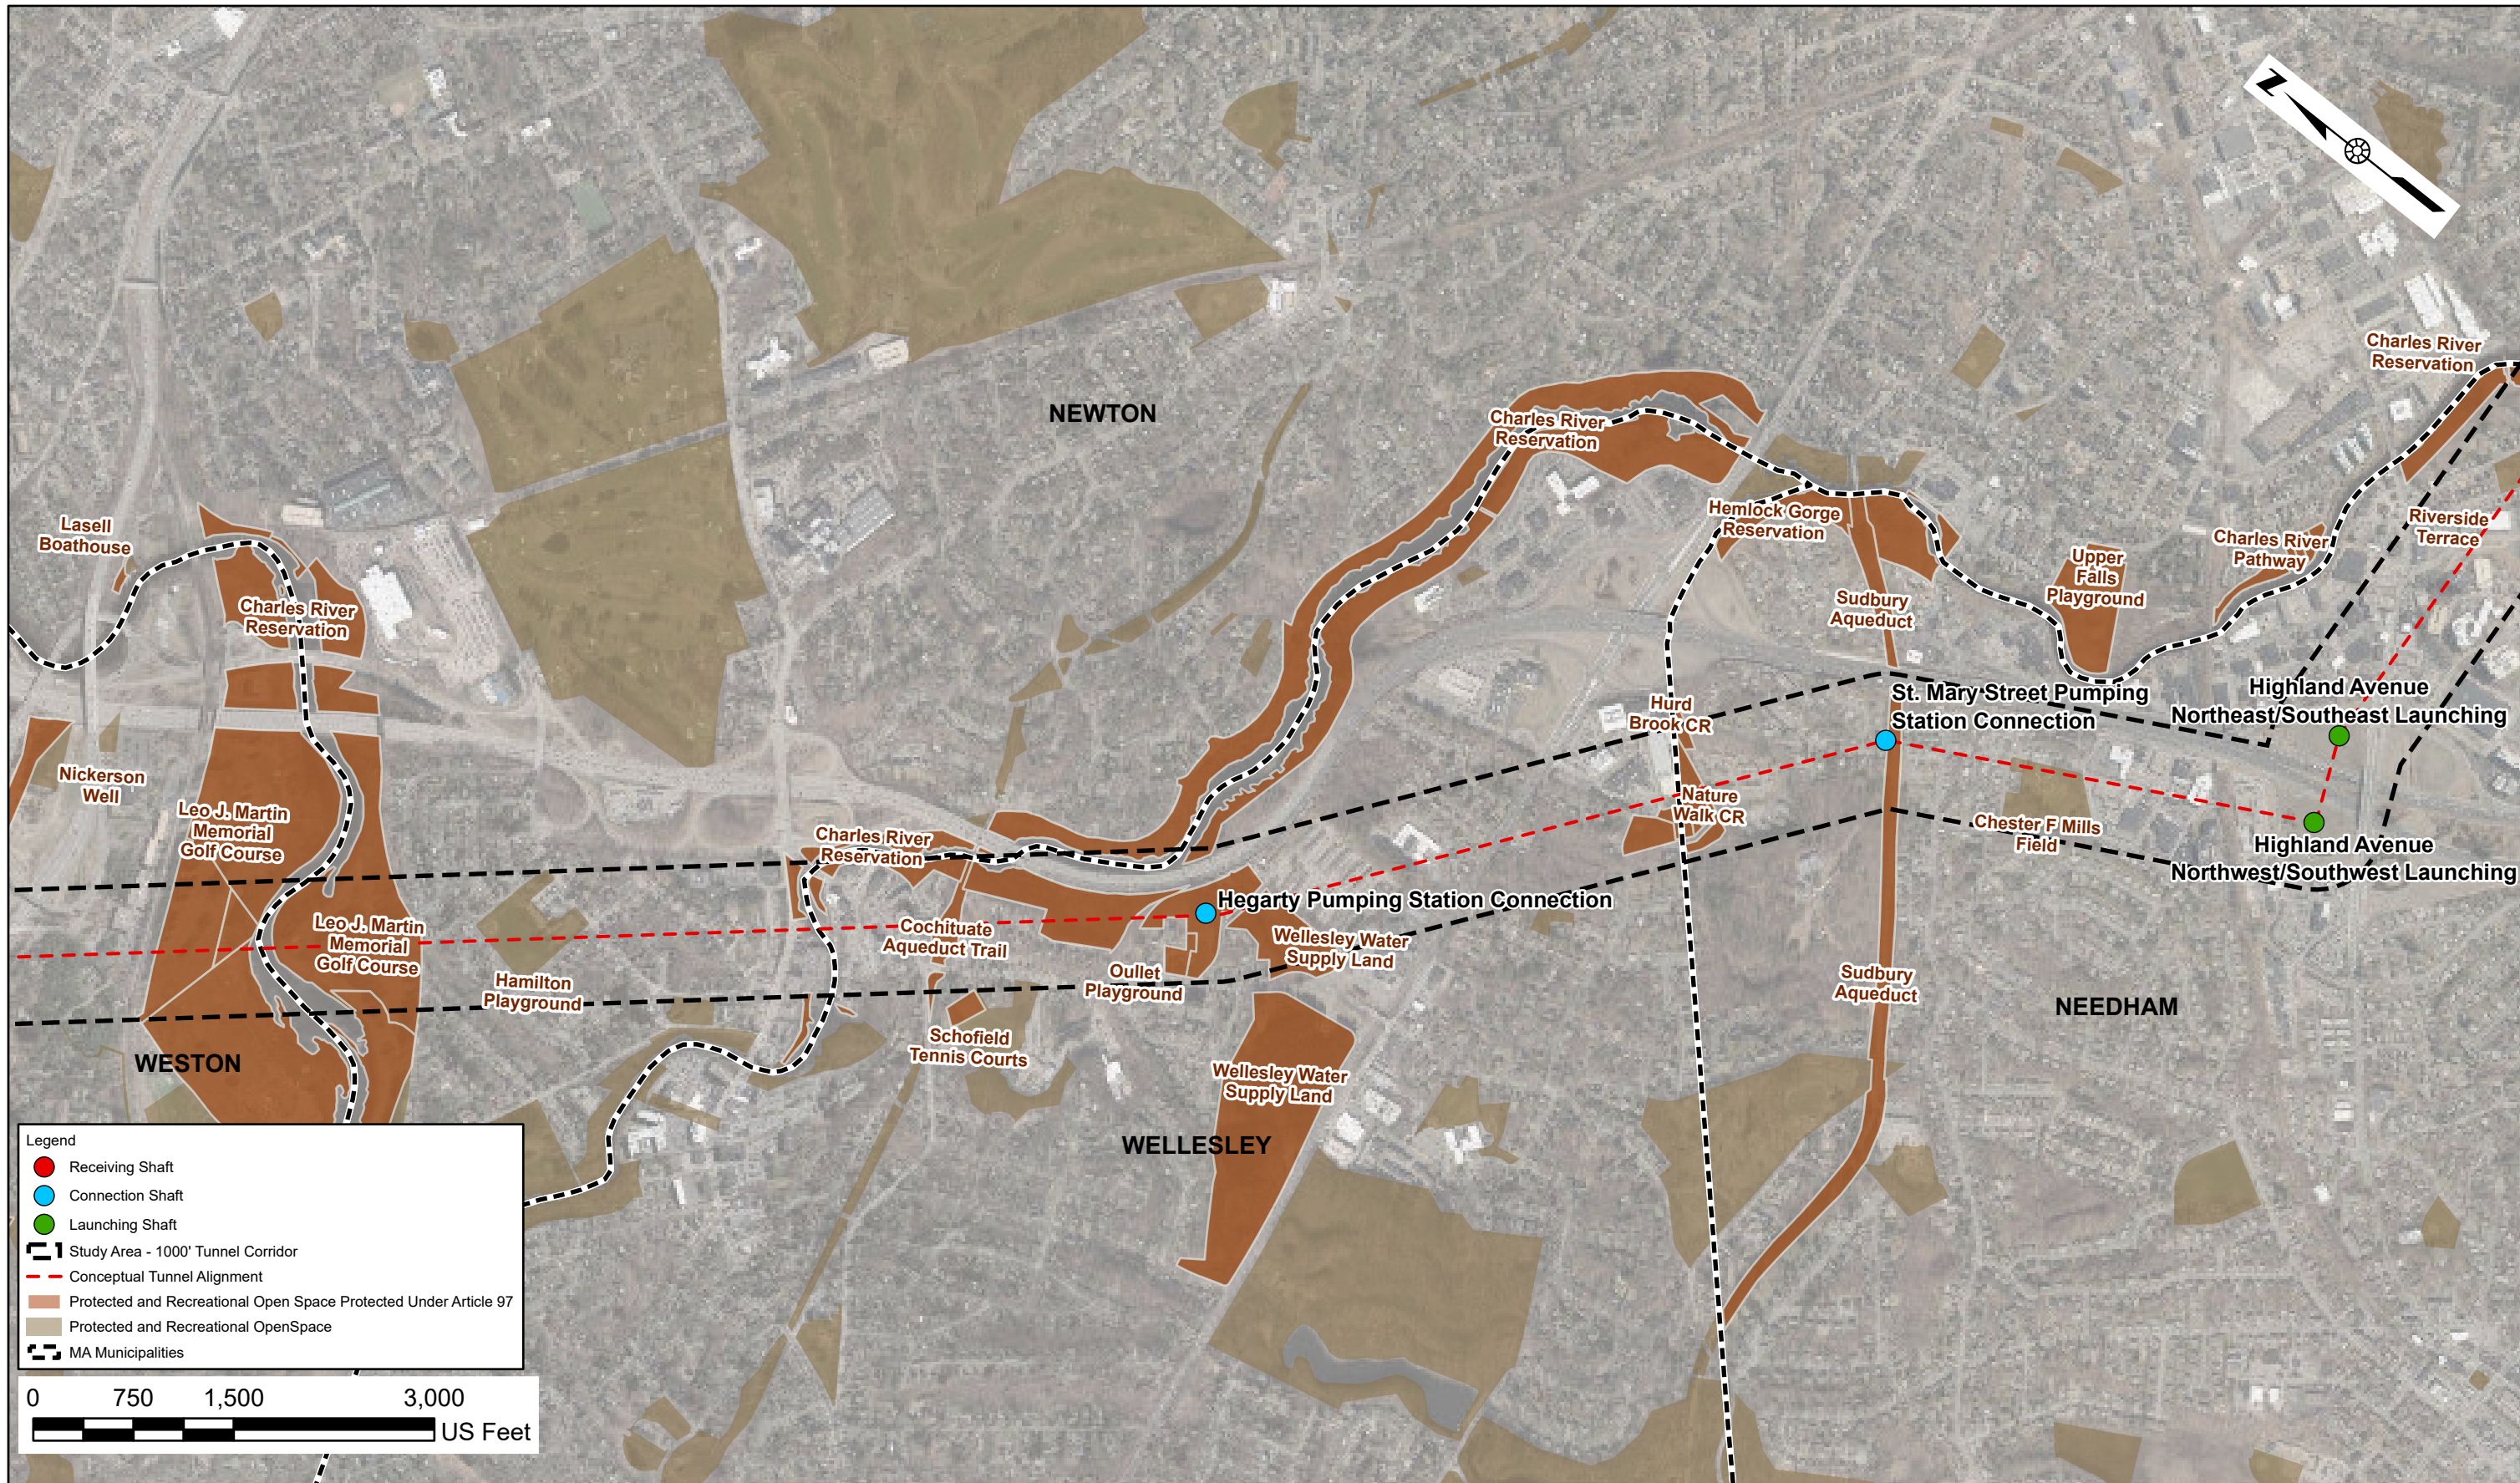 N
Charles River
Reservation
NEWTON
Charles River
Reservation
Lasell
Boathouse
Hemlock Gorge
Reservation
Riverside
Terrace
Charles River
Pathway
Upper
Falls
Playground
Charles River
Reservation
Sudbury
Aqueduct
St. Mary Street Pumping
Station Connection
Highland Avenue
Northeast/Southeast Launching
Hurd
Brook CR
Nickerson
Well
Leo J. Martin
Memorial
Golf Course
Nature
Walk CR
Chester F Mills
Field
Highland Avenue
Northwest/Southwest Launching
Charles River
Reservation
Hegarty Pumping Station Connection
Leo J. Martin
Memorial
Golf Course
Cochituate
Aqueduct Trail
Wellesley Water
Supply Land
Hamilton
Playground
Oullet
Playground
Sudbury
Aqueduct
NEEDHAM
WESTON
Schofield
Tennis Courts
Wellesley Water
Supply Land
WELLESLEY
Legend
Receiving Shaft
Connection Shaft
Launching Shaft
Study Area - 1000' Tunnel Corridor
Conceptual Tunnel Alignment
Protected and Recreational Open Space Protected Under Article 97
Protected and Recreational OpenSpace
MA Municipalities
0 750 1,500 3,000
US Feet